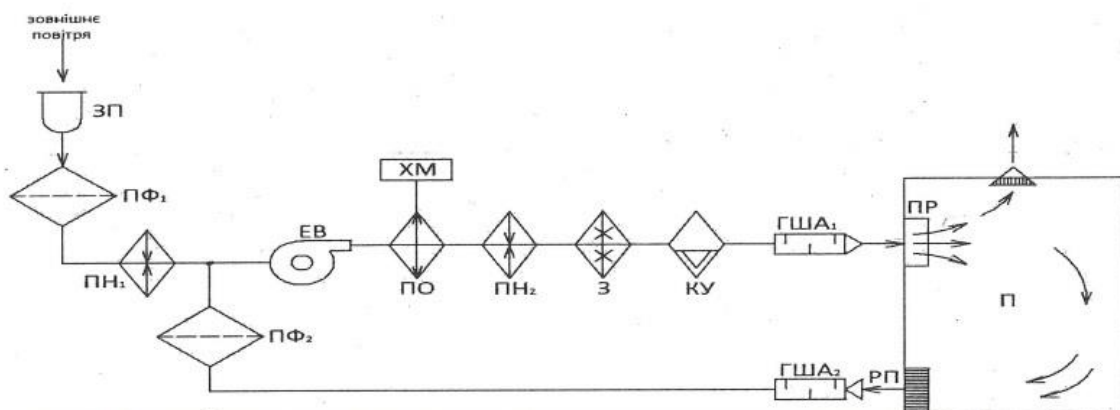 зовнішнє
повітря
ЗП
ПФ₁
ХМ
ЕВ
ПН₁
ПО
ПН₂
З
КУ
ГША₁
ПР
П
ПФ₂
ГША₂
РП